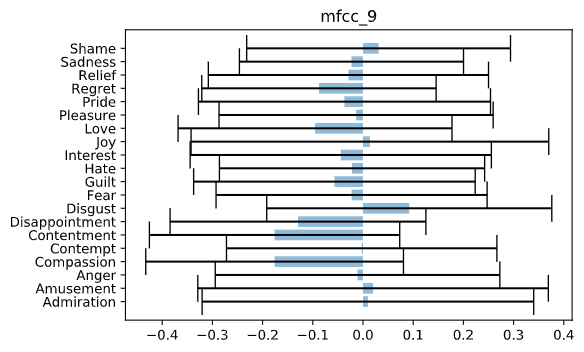 mfcc_9
Shame
Sadness
Relief
Regret
Pride
Pleasure
Love
Joy
Interest
Hate
Guilt
Fear
Disgust
Disappointment
Contentment
Contempt
Compassion
Anger
Amusement
Admiration
−0.4 −0.3 −0.2 −0.1 0.0 0.1 0.2 0.3 0.4